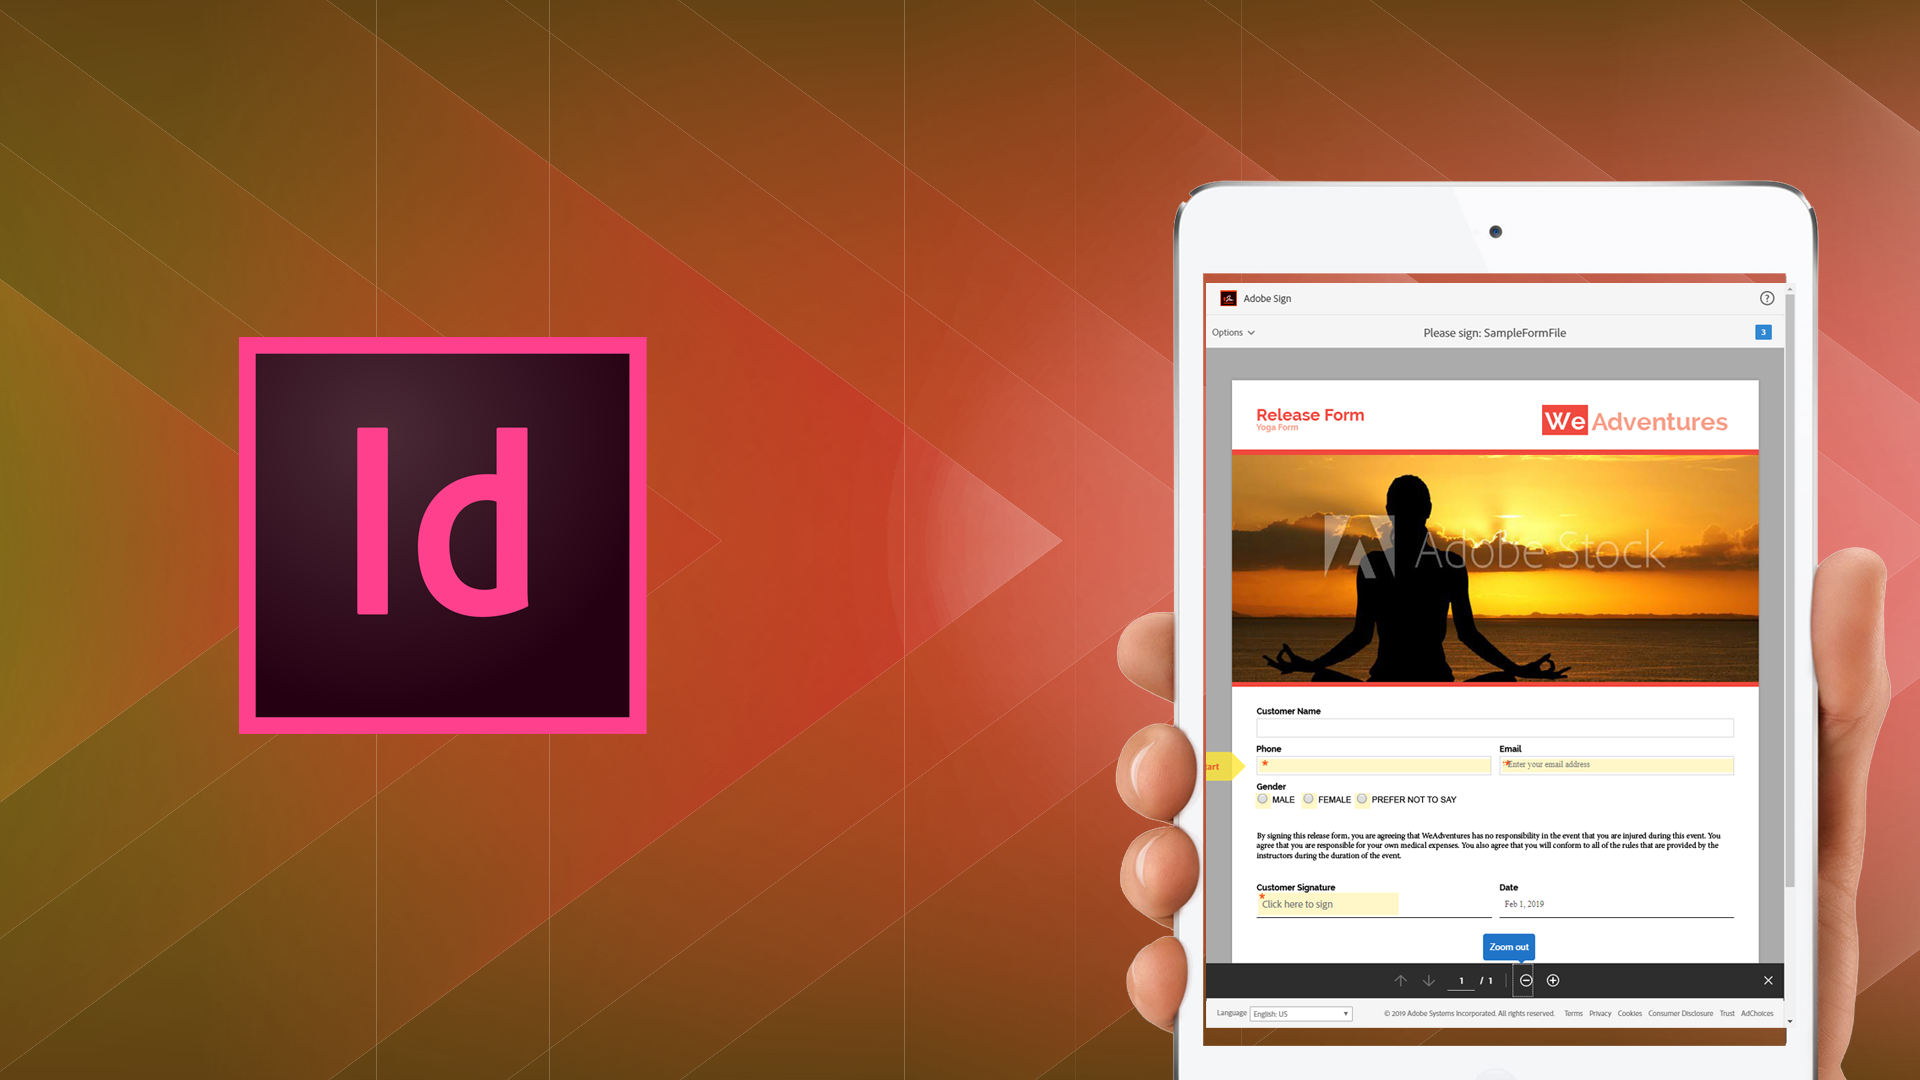 Id
Adobe Sign
?
Options
Please sign: SampleFormFile
3
Release Form
Yoga Form
We Adventures
Adobe Stock
Customer Name
Phone
Email
*
*Enter your email address
Gender
MALE FEMALE PREFER NOT TO SAY
By signing this release form, you are agreeing that WeAdventures has no responsibility in the event that you are injured during this event. You
agree that you are responsible for your own medical expenses. You also agree that you will conform to all of the rules that are provided by the
instructors during the duration of the event.
Customer Signature
Date
*
Click here to sign
Feb 1, 2019
Zoom out
1 / 1
Language English: US
© 2019 Adobe Systems Incorporated. All rights reserved. Terms Privacy Cookies Consumer Disclosure Trust AdChoices